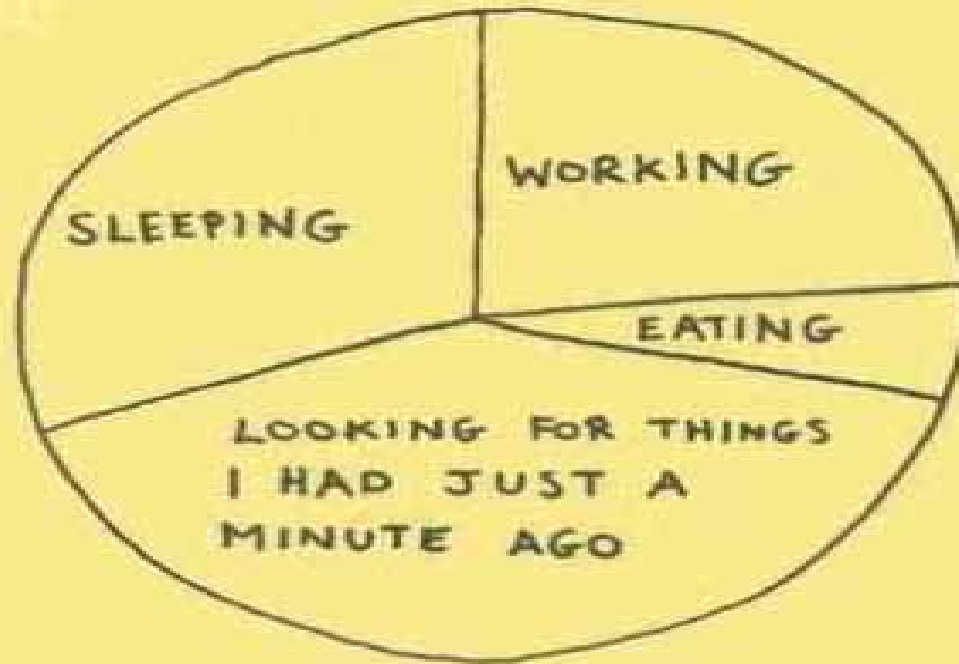 SLEEPING
WORKING
EATING
LOOKING FOR THINGS
I HAD JUST A
MINUTE AGO